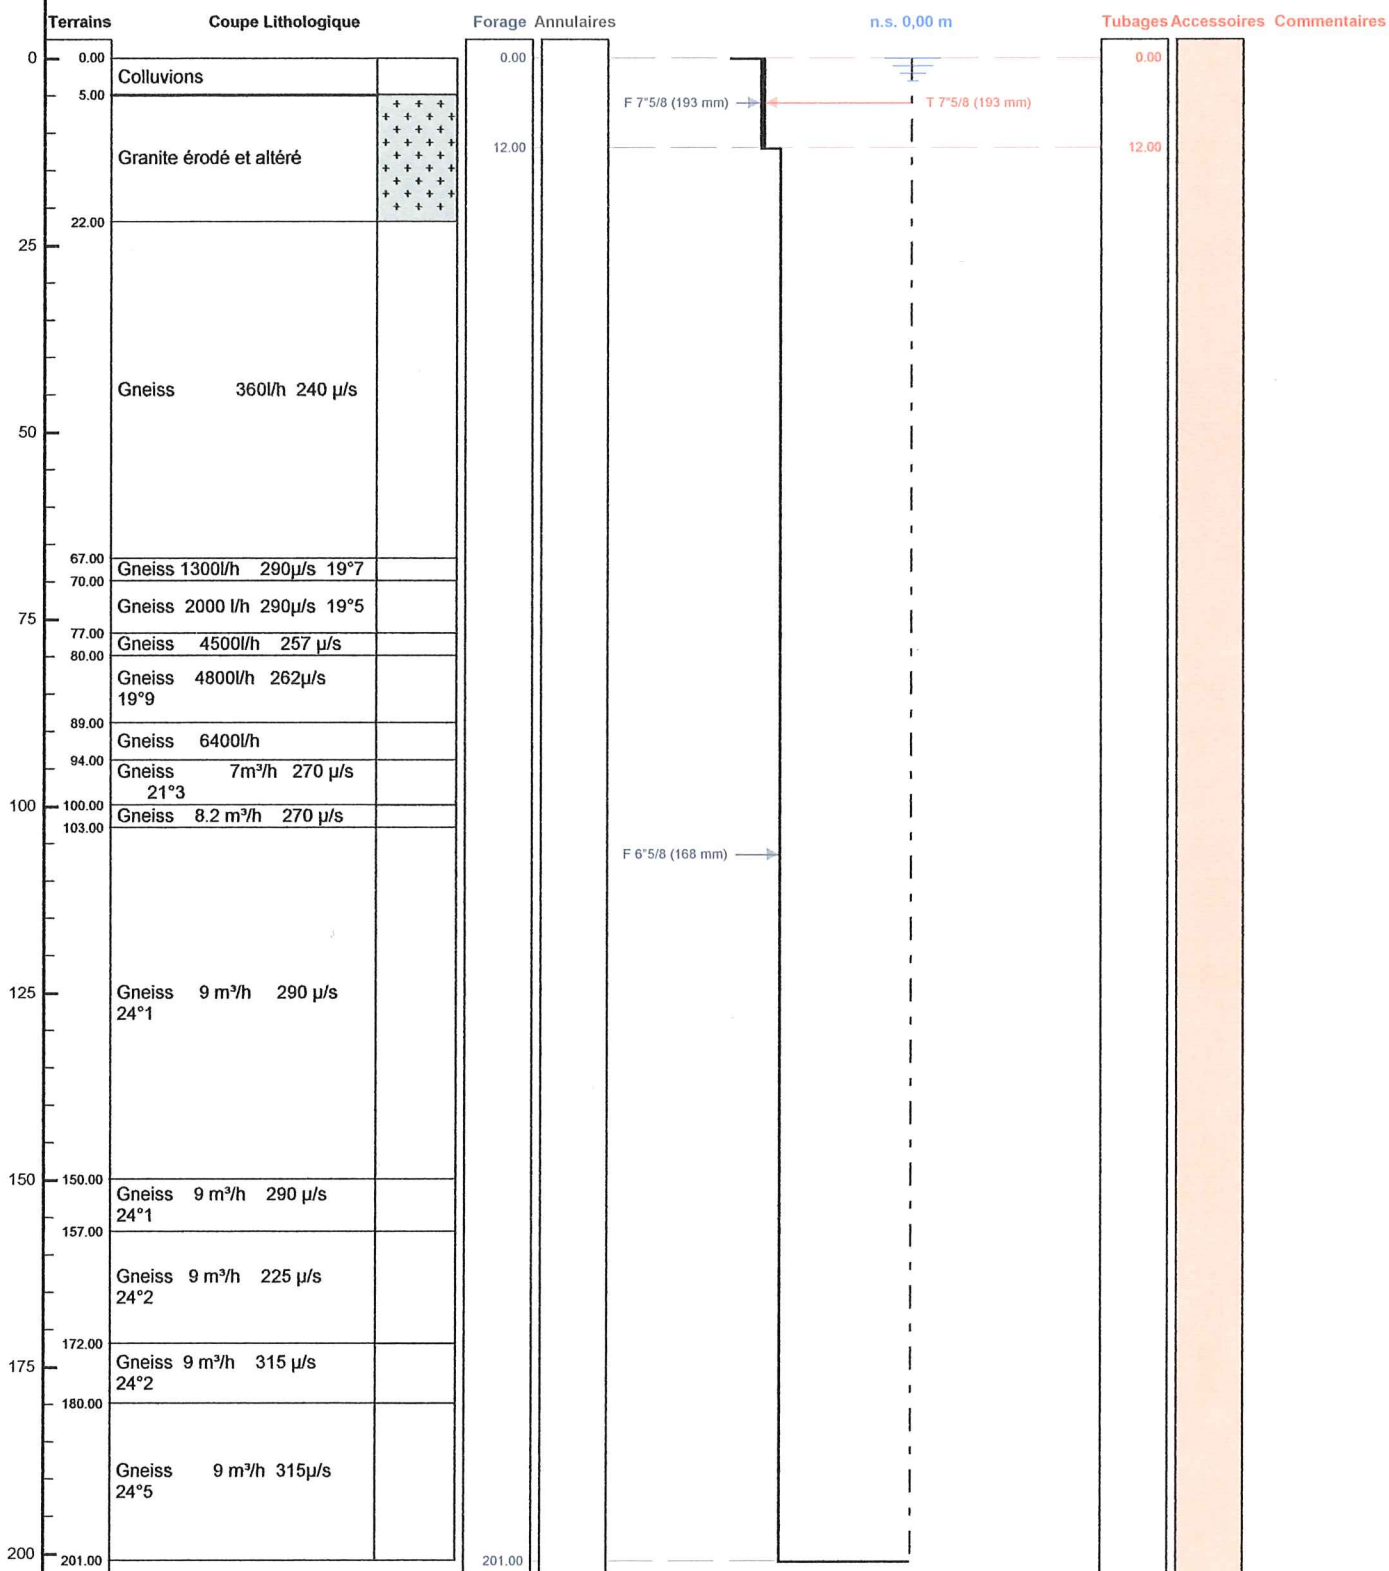 Terrains Coupe Lithologique Forage Annulaires n.s. 0,00 m Tubages Accessoires Commentaires
0 0.00 0.00 0.00
Colluvions
5.00
F 7"5/8 (193 mm) T 7"5/8 (193 mm)
12.00 12.00
Granite érodé et altéré
22.00
25
Gneiss 360l/h 240 µ/s
50
67.00
Gneiss 1300l/h 290µ/s 19°7
70.00
Gneiss 2000 l/h 290µ/s 19°5
75
77.00
Gneiss 4500l/h 257 µ/s
80.00
Gneiss 4800l/h 262µ/s
19°9
89.00
Gneiss 6400l/h
94.00
Gneiss 7m³/h 270 µ/s
21°3
100 100.00
Gneiss 8.2 m³/h 270 µ/s
103.00
F 6"5/8 (168 mm)
125
Gneiss 9 m³/h 290 µ/s
24°1
150 150.00
Gneiss 9 m³/h 290 µ/s
24°1
157.00
Gneiss 9 m³/h 225 µ/s
24°2
172.00
175
Gneiss 9 m³/h 315 µ/s
24°2
180.00
Gneiss 9 m³/h 315µ/s
24°5
200
201.00 201.00